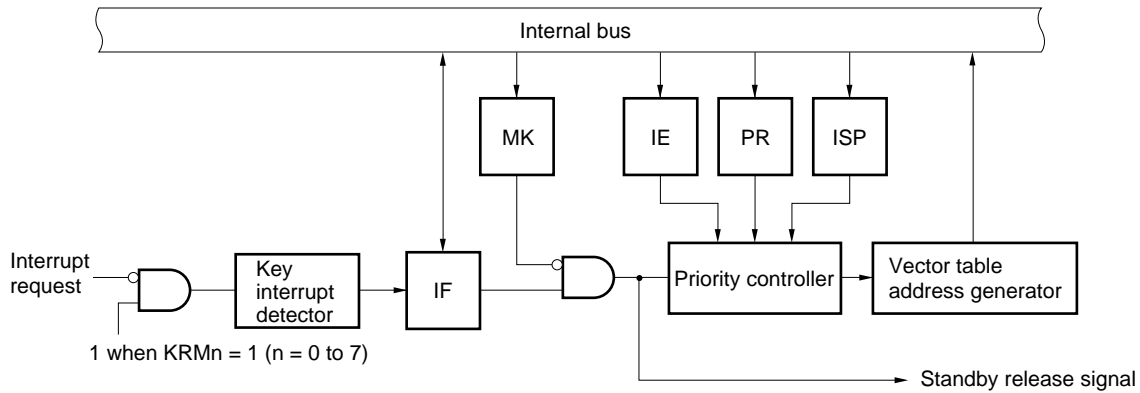 Internal bus
MK
IE
PR
ISP
Interrupt
request
Key
interrupt
detector
IF
Priority controller
Vector table
address generator
1 when KRMn = 1 (n = 0 to 7)
Standby release signal